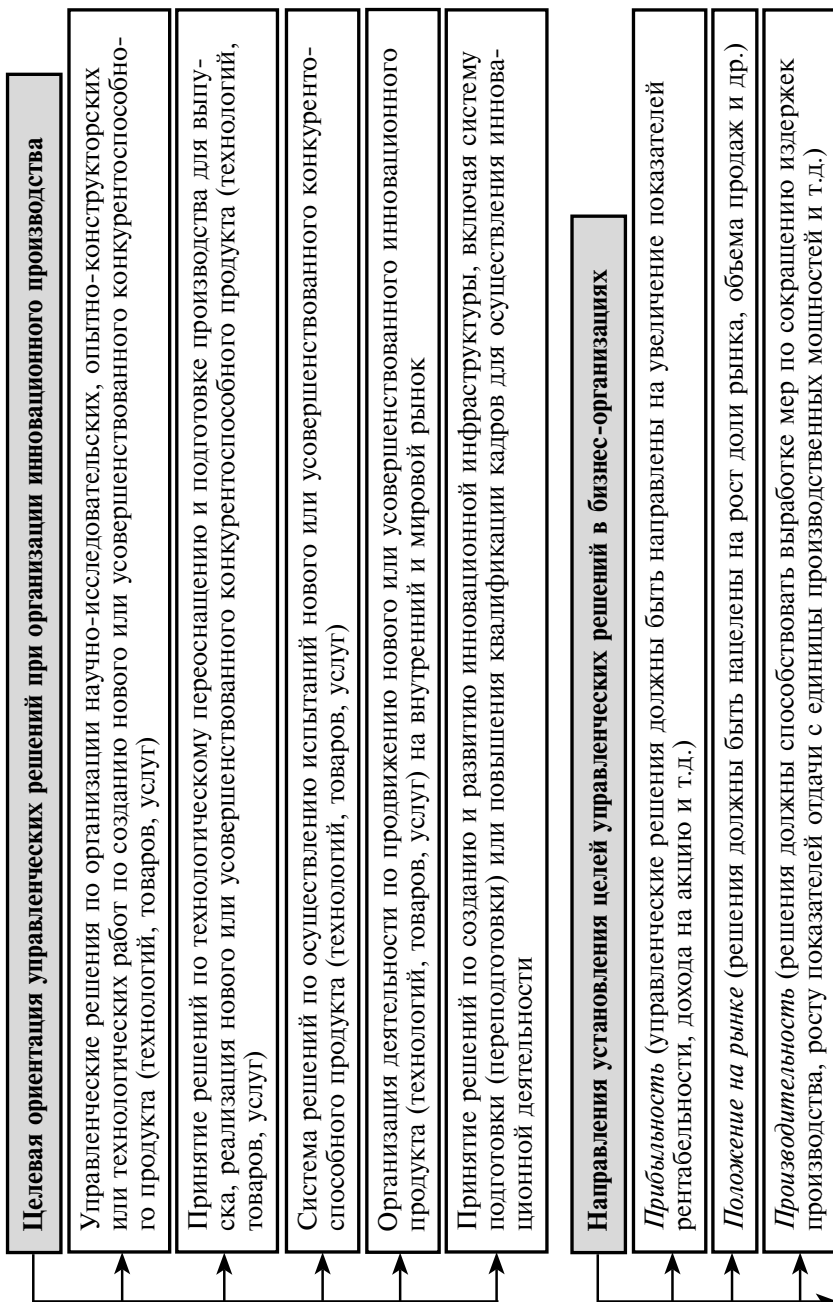 Целевая ориентация управленческих решений при организации инновационного производства
Управленческие решения по организации научно-исследовательских, опытно-конструкторских
или технологических работ по созданию нового или усовершенствованного конкурентоспособно-
го продукта (технологий, товаров, услуг)
Принятие решений по технологическому переоснащению и подготовке производства для выпу-
ска, реализация нового или усовершенствованного конкурентоспособного продукта (технологий,
товаров, услуг)
Система решений по осуществлению испытаний нового или усовершенствованного конкуренто-
способного продукта (технологий, товаров, услуг)
Организация деятельности по продвижению нового или усовершенствованного инновационного
продукта (технологий, товаров, услуг) на внутренний и мировой рынок
Принятие решений по созданию и развитию инновационной инфраструктуры, включая систему
подготовки (переподготовки) или повышения квалификации кадров для осуществления иннова-
ционной деятельности
Направления установления целей управленческих решений в бизнес-организациях
Прибыльность (управленческие решения должны быть направлены на увеличение показателей
рентабельности, дохода на акцию и т.д.)
Положение на рынке (решения должны быть нацелены на рост доли рынка, объема продаж и др.)
Производительность (решения должны способствовать выработке мер по сокращению издержек
производства, росту показателей отдачи с единицы производственных мощностей и т.д.)